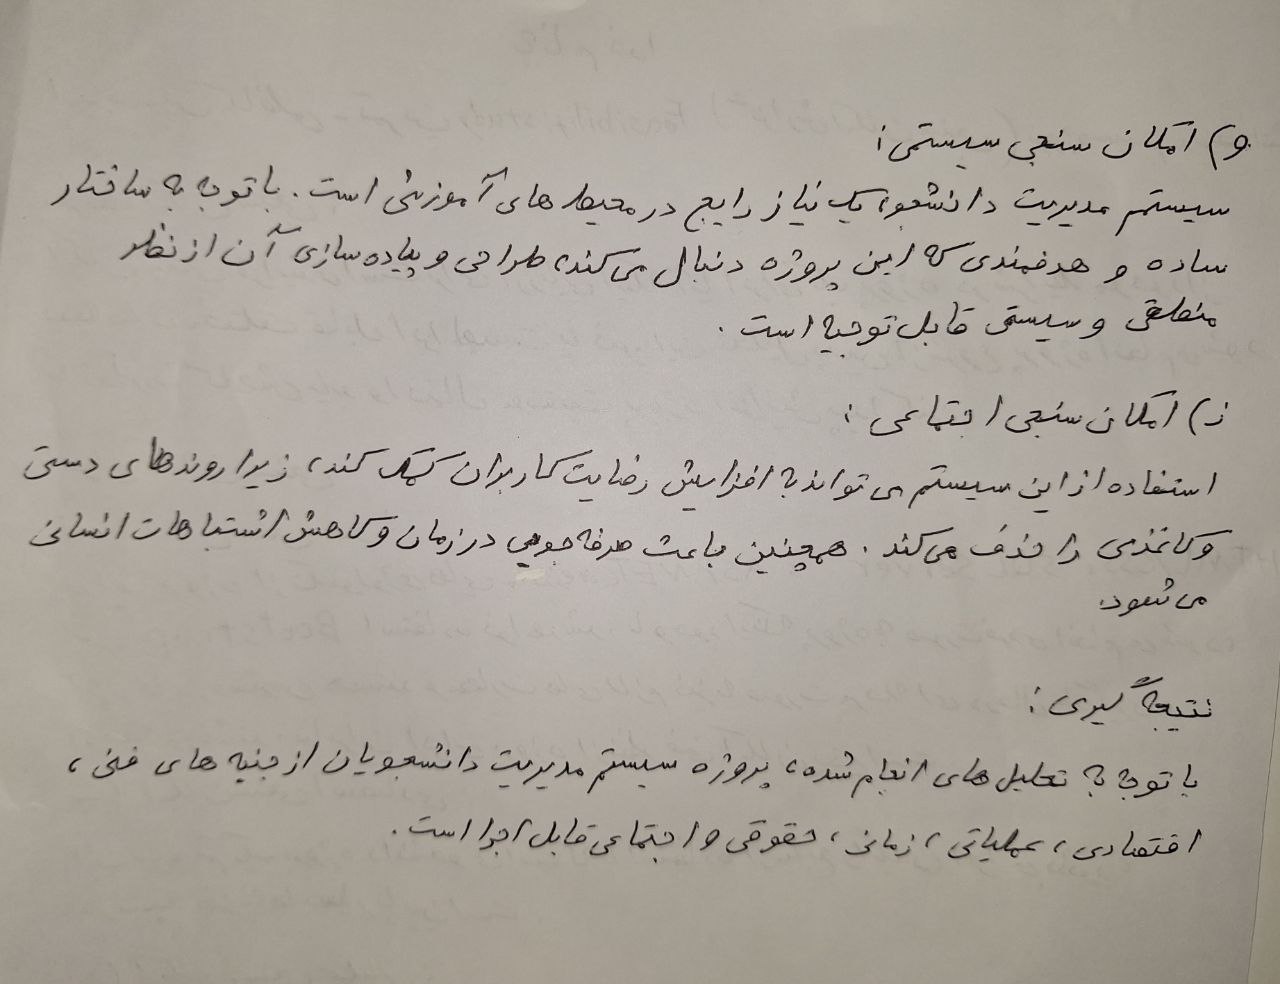 و) امکان سنجی سیستمی:
سیستم مدیریت دانشجو، یک نیاز رایج در محیط های آموزشی است. با توجه به ساختار
ساده و هدفمندی که این پروژه دنبال می کند، طراحی و پیاده سازی آن از نظر
منطقی و سیستمی قابل توجیه است.
ز) امکان سنجی اجتماعی:
استفاده از این سیستم می تواند به افزایش رضایت کاربران کمک کند، زیرا روندهای دستی
و کاغذی را حذف می کند. همچنین باعث صرفه جویی در زمان و کاهش اشتباهات انسانی
می شود.
نتیجه گیری:
با توجه به تحلیل های انجام شده، پروژه سیستم مدیریت دانشجویان از جنبه های فنی،
اقتصادی، عملیاتی، زمانی، حقوقی و اجتماعی قابل اجرا است.